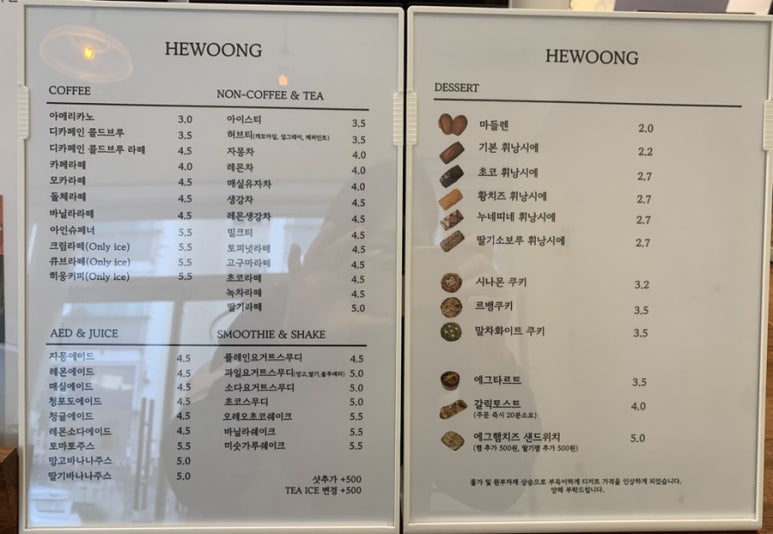 HEWOONG
COFFEE
아메리카노 3.0
디카페인 콜드브루 3.5
디카페인 콜드브루 라떼 4.5
카페라떼 4.0
모카라떼 4.5
돌체라떼 4.5
바닐라라떼 4.5
아인슈페너 5.5
크림라떼(Only ice) 5.5
큐브라떼(Only ice) 5.5
히웅커피(Only ice) 5.5
NON-COFFEE & TEA
아이스티 3.5
허브티(캐모마일, 얼그레이, 페퍼민트) 3.5
자몽차 4.0
레몬차 4.0
매실유자차 4.0
생강차 4.5
레몬생강차 4.5
밀크티 4.5
토피넛라떼 4.5
고구마라떼 4.5
초코라떼 4.5
녹차라떼 4.5
딸기라떼 5.0
AED & JUICE
자몽에이드 4.5
레몬에이드 4.5
매실에이드 4.5
청포도에이드 4.5
청귤에이드 4.5
레몬소다에이드 4.5
토마토주스 4.5
망고바나나주스 5.0
딸기바나나주스 5.0
SMOOTHIE & SHAKE
플레인요거트스무디 4.5
과일요거트스무디(망고,딸기,블루베리) 5.0
소다요거트스무디 5.0
초코스무디 5.0
오레오초코쉐이크 5.5
바닐라쉐이크 5.5
미숫가루쉐이크 5.5
샷추가 +500
TEA ICE 변경 +500
HEWOONG
DESSERT
마들렌 2.0
기본 휘낭시에 2.2
초코 휘낭시에 2.7
황치즈 휘낭시에 2.7
누네띠네 휘낭시에 2.7
딸기소보루 휘낭시에 2.7
시나몬 쿠키 3.2
르뱅쿠키 3.5
말차화이트 쿠키 3.5
에그타르트 3.5
갈릭토스트 4.0
(주문 즉시 20분소요)
에그햄치즈 샌드위치 5.0
(햄 추가 500원, 딸기잼 추가 500원)
물가 및 원부자재 상승으로 부득이하게 디저트 가격을 인상하게 되었습니다.
양해 부탁드립니다.